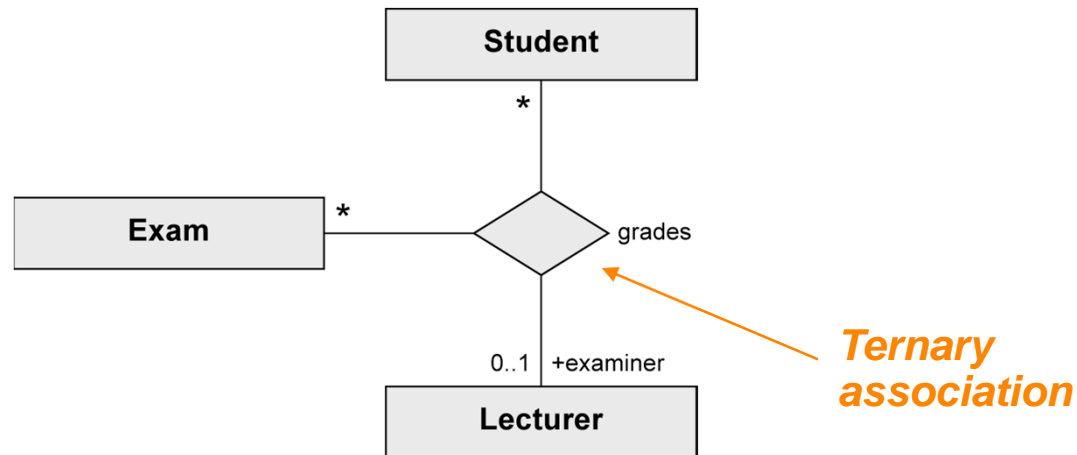 Student
*
Exam
*
grades
0..1 +examiner
Lecturer
Ternary
association